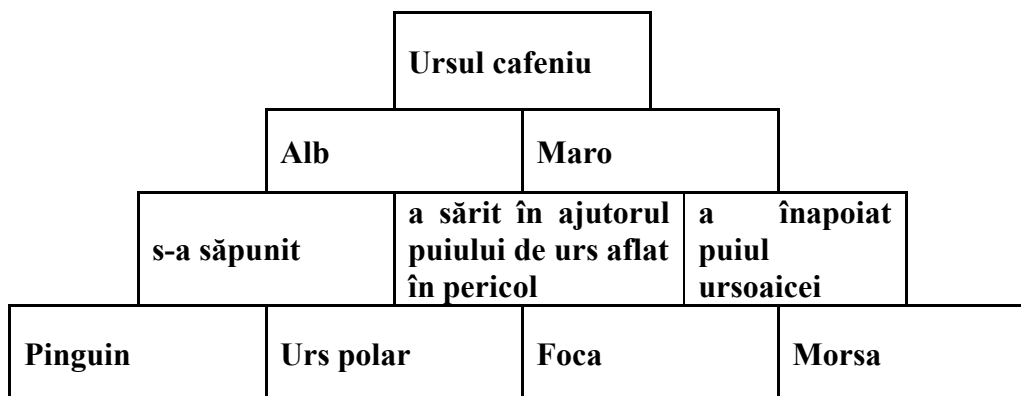 Ursul cafeniu
Alb
Maro
s-a săpunit
a sărit în ajutorul
puiului de urs aflat
în pericol
a înapoiat
puiul
ursoaicei
Pinguin
Urs polar
Foca
Morsa